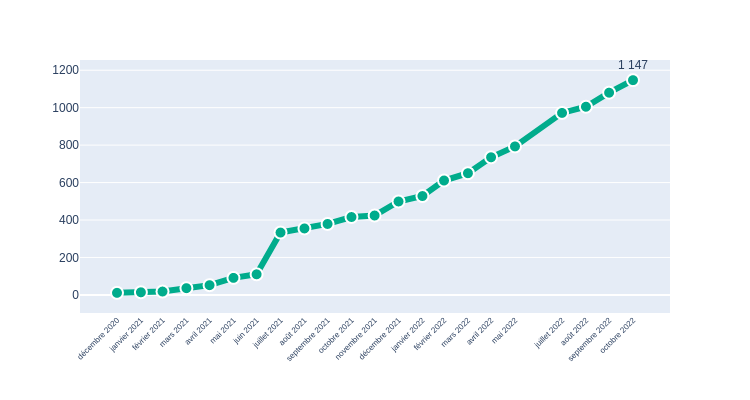 1 147
1200
1000
800
600
400
200
0
décembre 2020
janvier 2021
février 2021
mars 2021
avril 2021
mai 2021
juin 2021
juillet 2021
août 2021
septembre 2021
octobre 2021
novembre 2021
décembre 2021
janvier 2022
février 2022
mars 2022
avril 2022
mai 2022
juillet 2022
août 2022
septembre 2022
octobre 2022